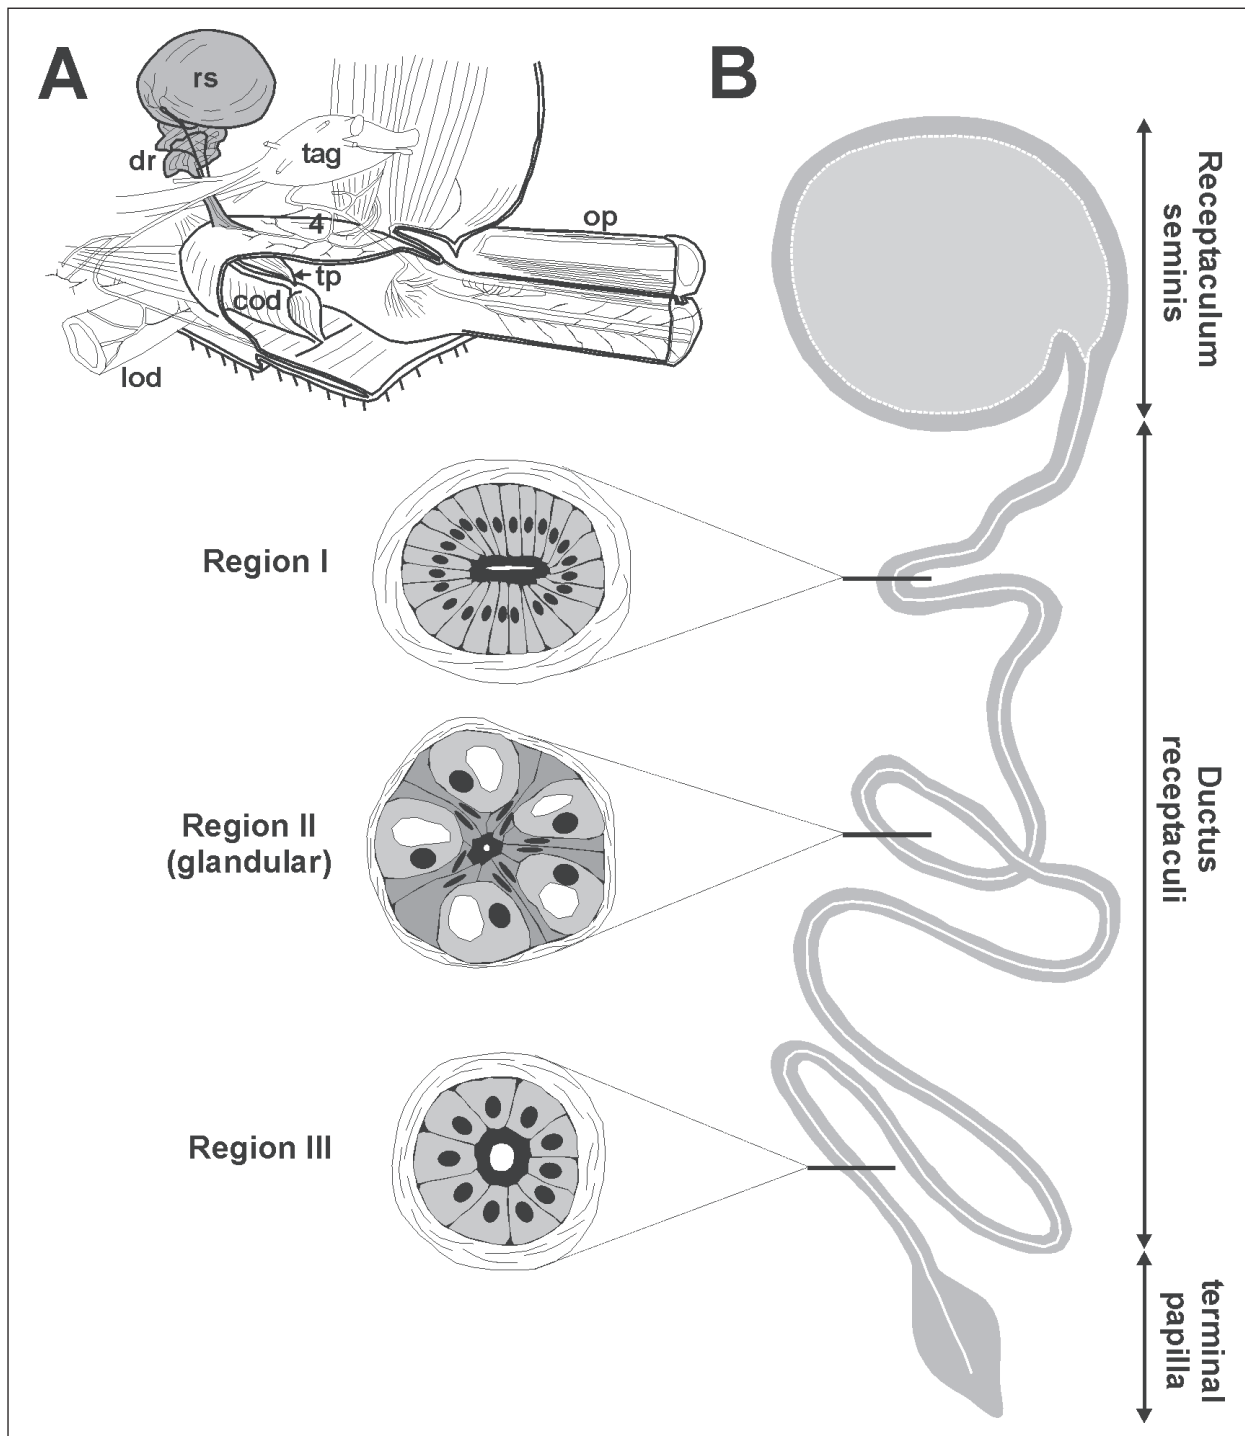 A
rs
dr
tag
4
op
tp
cod
lod
B
Receptaculum
seminis
Region I
Region II
(glandular)
Ductus
receptaculi
Region III
terminal
papilla